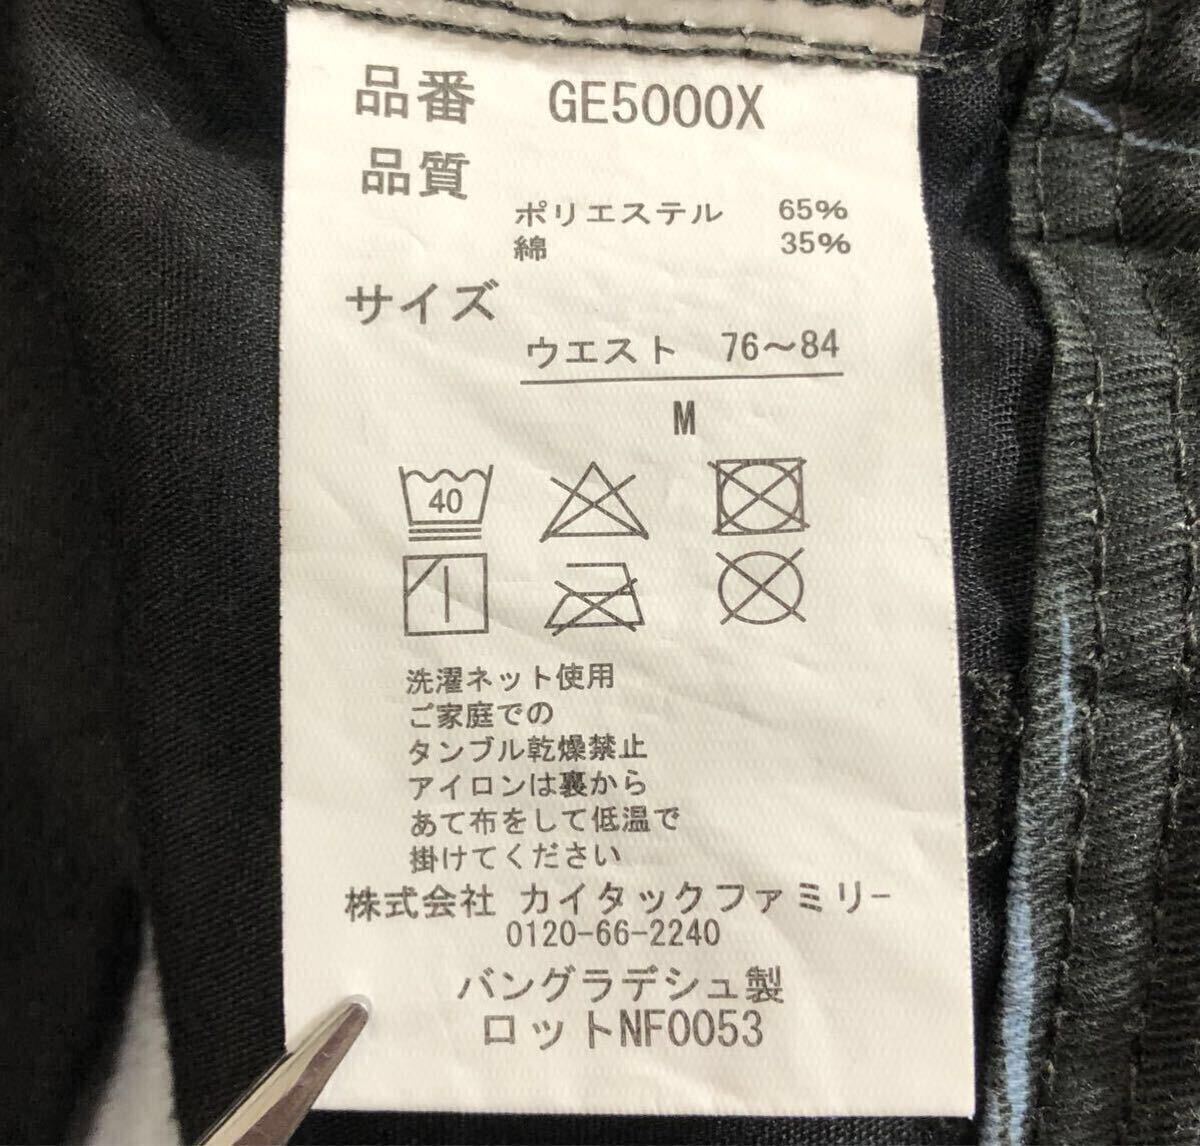 品番 GE5000X
品質
ポリエステル 65%
綿 35%
サイズ
ウエスト 76〜84
M
40
洗濯ネット使用
ご家庭での
タンブル乾燥禁止
アイロンは裏から
あて布をして低温で
掛けてください
株式会社 カイタックファミリー
0120-66-2240
バングラデシュ製
ロットNF0053